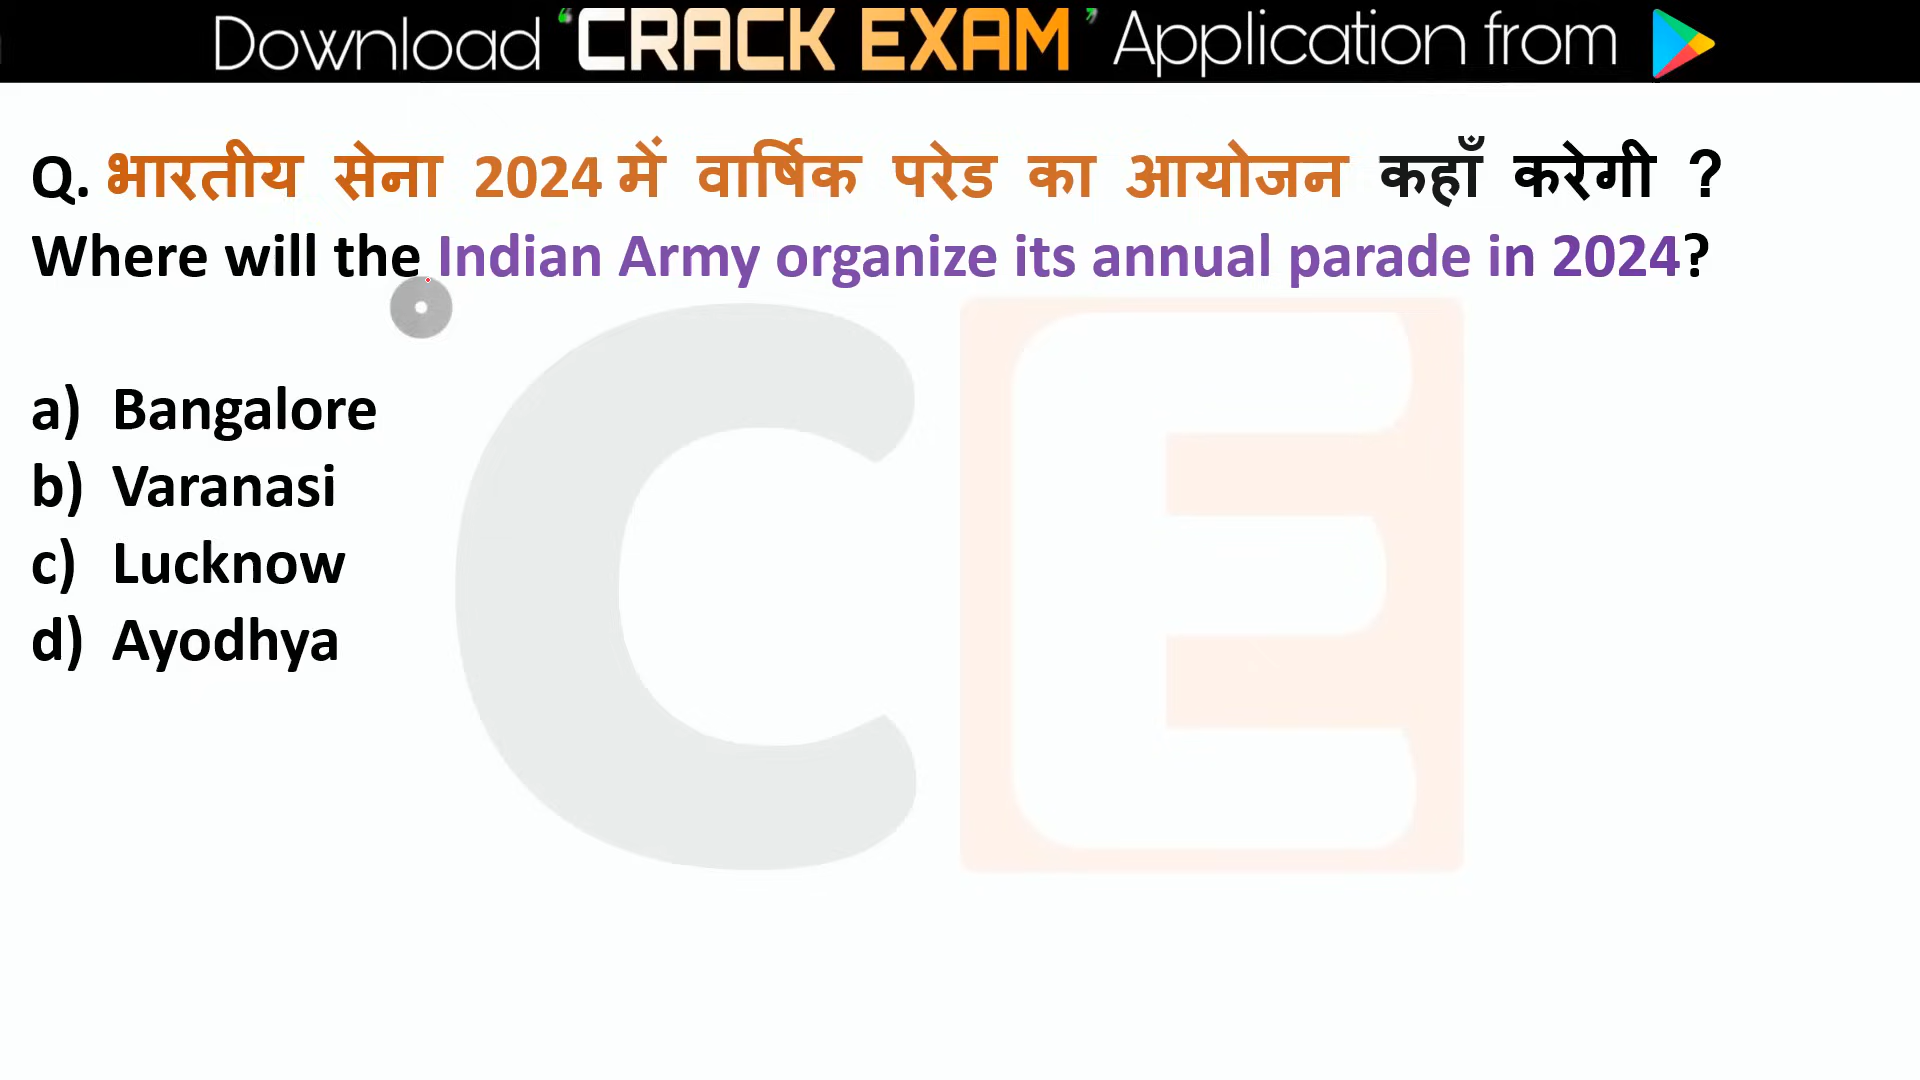 Download ‘CRACK EXAM’ Application from
Q. भारतीय सेना 2024 में वार्षिक परेड का आयोजन कहाँ करेगी ?
Where will the Indian Army organize its annual parade in 2024?
a) Bangalore
b) Varanasi
c) Lucknow
d) Ayodhya
CE